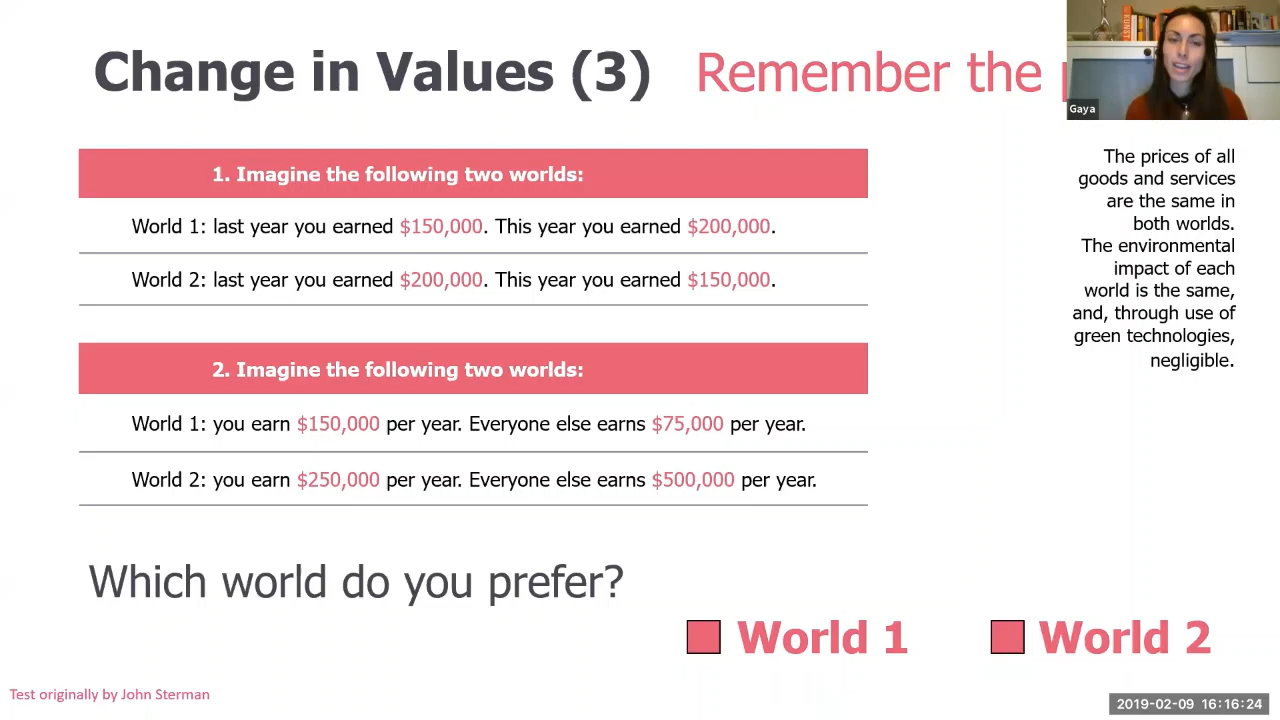 Change in Values (3) Remember the
KUNST
Gaya
The prices of all
goods and services
are the same in
both worlds.
The environmental
impact of each
world is the same,
and, through use of
green technologies,
negligible.
1. Imagine the following two worlds:
World 1: last year you earned $150,000. This year you earned $200,000.
World 2: last year you earned $200,000. This year you earned $150,000.
2. Imagine the following two worlds:
World 1: you earn $150,000 per year. Everyone else earns $75,000 per year.
World 2: you earn $250,000 per year. Everyone else earns $500,000 per year.
Which world do you prefer?
World 1 World 2
Test originally by John Sterman
2019-02-09 16:16:24